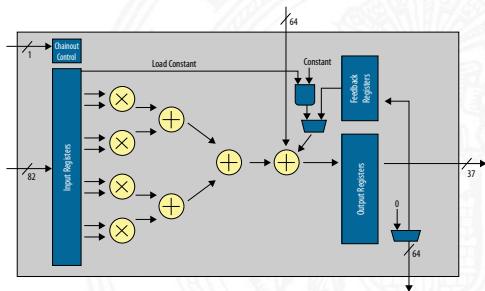 64
Chainout
Control
1
Load Constant
Constant
Feedback
Registers
Input Registers
82
Output Registers
37
0
64